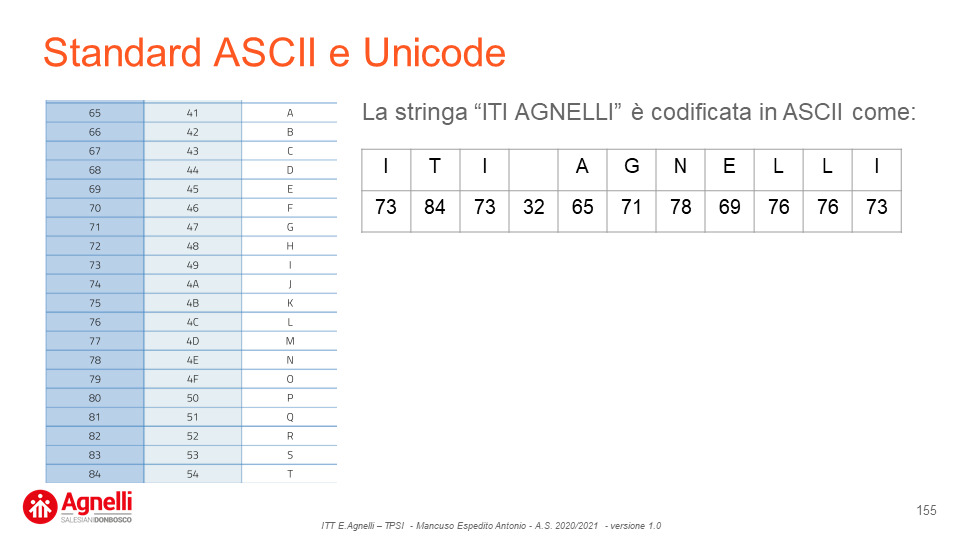 Standard ASCII e Unicode
65 41 A
66 42 B
67 43 C
68 44 D
69 45 E
70 46 F
71 47 G
72 48 H
73 49 I
74 4A J
75 4B K
76 4C L
77 4D M
78 4E N
79 4F O
80 50 P
81 51 Q
82 52 R
83 53 S
84 54 T
La stringa “ITI AGNELLI” è codificata in ASCII come:
I T I A G N E L L I
73 84 73 32 65 71 78 69 76 76 73
Agnelli
SALESIANIDONBOSCO
ITT E.Agnelli – TPSI - Mancuso Espedito Antonio - A.S. 2020/2021 - versione 1.0
155